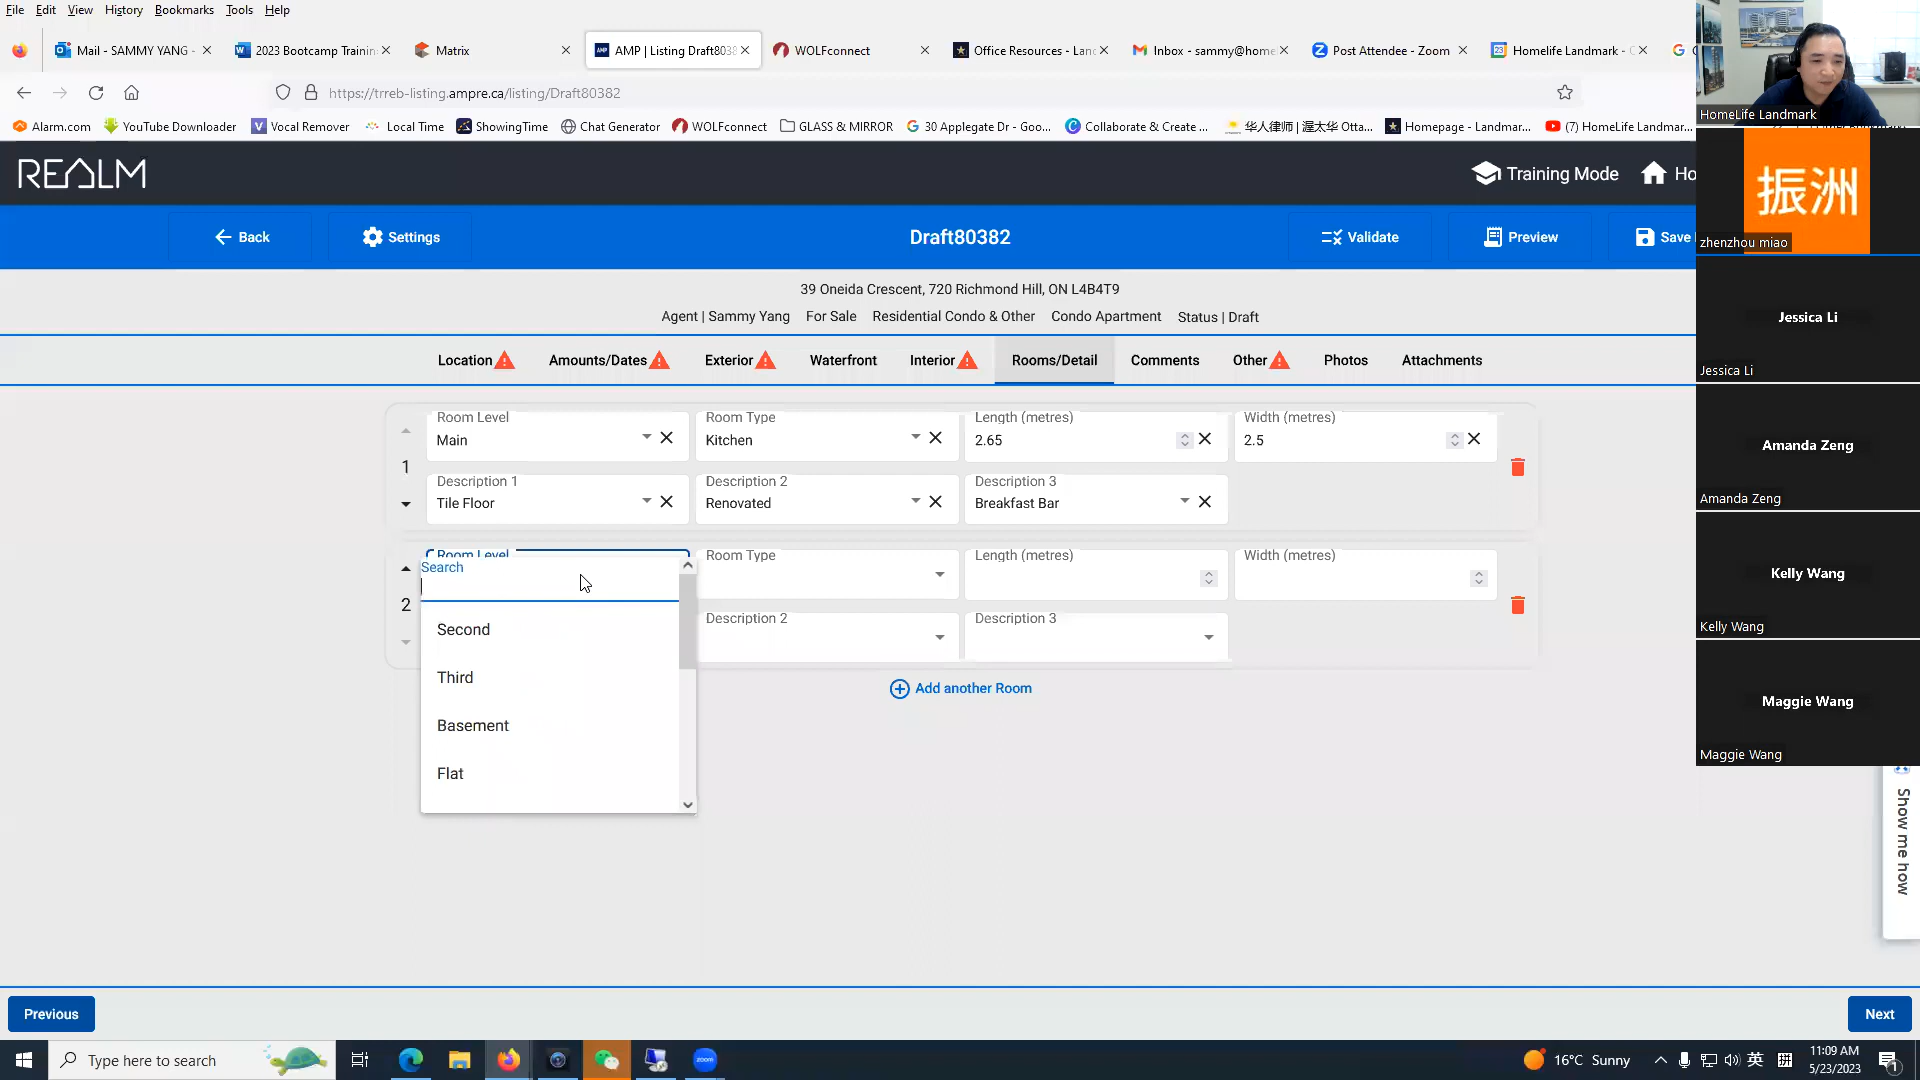 File Edit View History Bookmarks Tools Help
Mail - SAMMY YANG -
2023 Bootcamp Trainin
Matrix
AMP | Listing Draft8038
WOLFconnect
Office Resources - Lan
Inbox - sammy@home
Post Attendee - Zoom
Homelife Landmark -
https://trreb-listing.ampre.ca/listing/Draft80382
Alarm.com YouTube Downloader Vocal Remover Local Time ShowingTime Chat Generator WOLFconnect GLASS & MIRROR 30 Applegate Dr - Goo... Collaborate & Create ... 华人律师 | 渥太华 Otta... Homepage - Landmar... (7) HomeLife Landmar...
REALM
Training Mode
Ho
Back
Settings
Draft80382
Validate
Preview
Save
39 Oneida Crescent, 720 Richmond Hill, ON L4B4T9
Agent | Sammy Yang For Sale Residential Condo & Other Condo Apartment Status | Draft
Location Amounts/Dates Exterior Waterfront Interior Rooms/Detail Comments Other Photos Attachments
1
Room Level Room Type Length (metres) Width (metres)
Main Kitchen 2.65 2.5
Description 1 Description 2 Description 3
Tile Floor Renovated Breakfast Bar
2
Room Level Room Type Length (metres) Width (metres)
Search
Description 2 Description 3
Second
Third
Basement
Flat
Add another Room
HomeLife Landmark
振洲
zhenzhou miao
Jessica Li
Jessica Li
Amanda Zeng
Amanda Zeng
Kelly Wang
Kelly Wang
Maggie Wang
Maggie Wang
Show me how
Previous
Next
Type here to search
zoom
16°C Sunny
英
拼
11:09 AM
5/23/2023
1